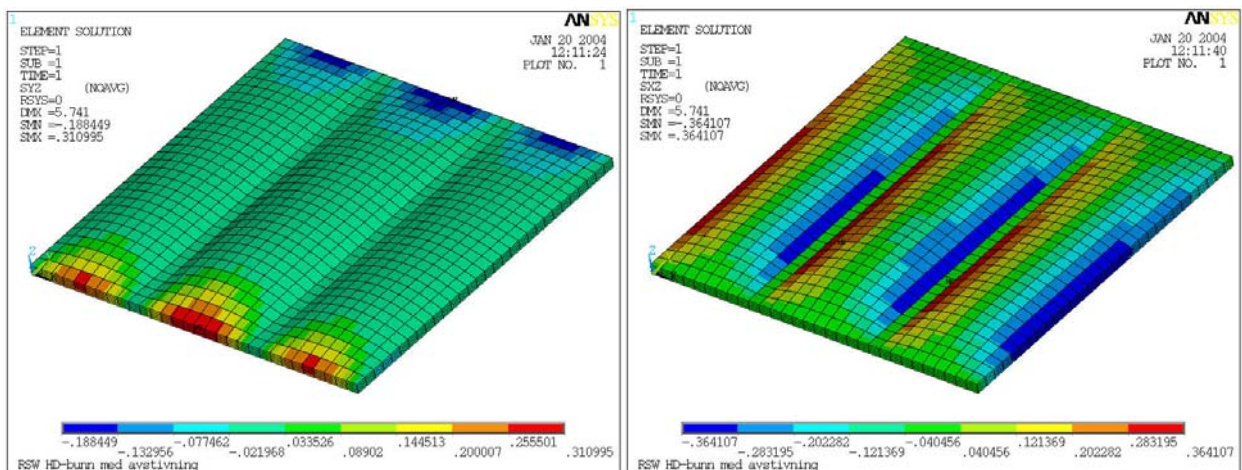 1
ANSYS
ELEMENT SOLUTION
JAN 20 2004
12:11:24
PLOT NO. 1
STEP=1
SUB =1
TIME=1
SYZ (NOAVG)
RSYS=0
DMX =5.741
SMN =-.188449
SMX =.310995
Z
-.188449 -.077462 .033526 .144513 .255501
-.132956 -.021968 .08902 .200007 .310995
RSW HD-bunn med avstivning
1
ANSYS
ELEMENT SOLUTION
JAN 20 2004
12:11:40
PLOT NO. 1
STEP=1
SUB =1
TIME=1
SXZ (NOAVG)
RSYS=0
DMX =5.741
SMN =-.364107
SMX =.364107
Z
-.364107 -.202282 -.040456 .121369 .283195
-.283195 -.121369 .040456 .202282 .364107
RSW HD-bunn med avstivning